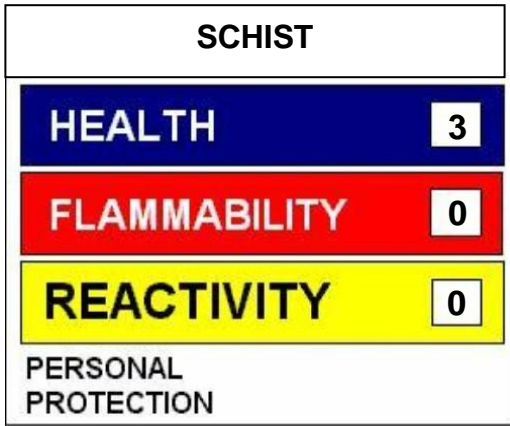 SCHIST
HEALTH 3
FLAMMABILITY 0
REACTIVITY 0
PERSONAL
PROTECTION